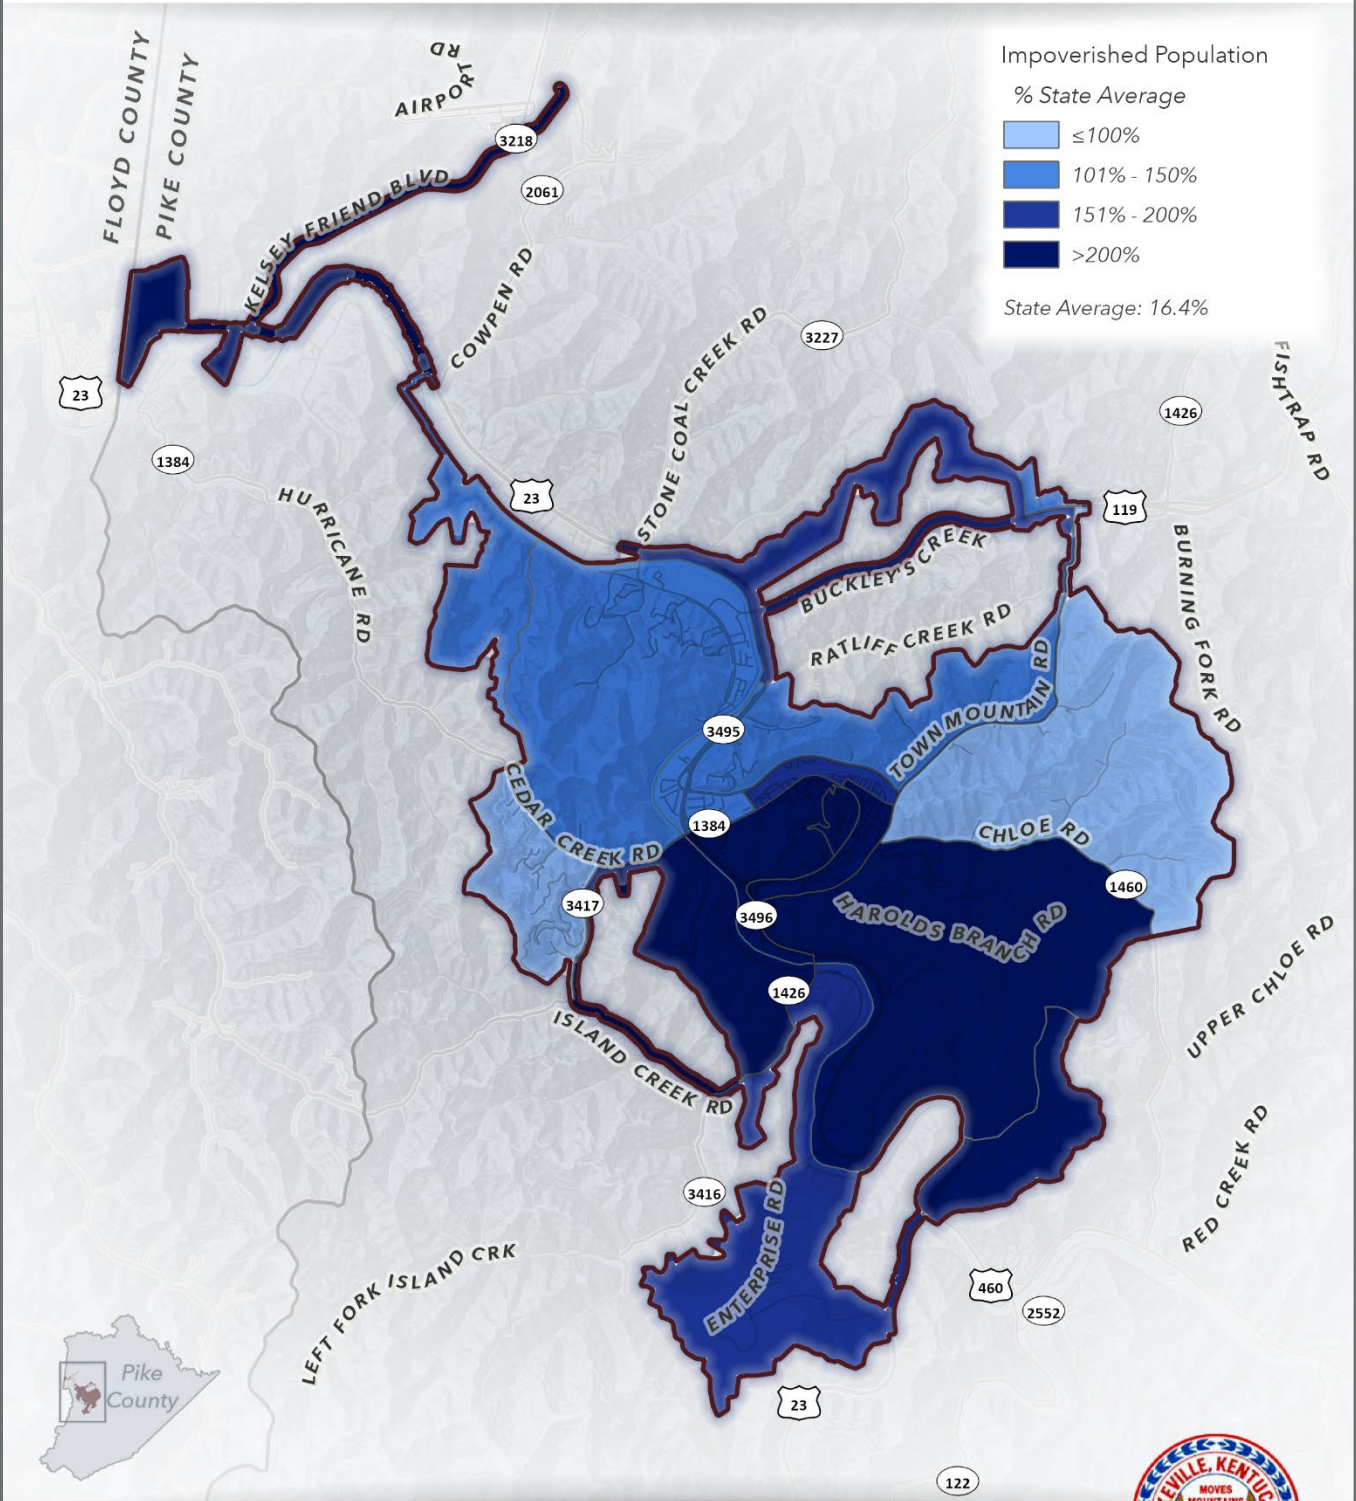 Impoverished Population
% State Average
≤100%
101% - 150%
151% - 200%
>200%
State Average: 16.4%
FLOYD COUNTY
PIKE COUNTY
AIRPORT RD
3218
2061
KELSEY FRIEND BLVD
COWPEN RD
STONE COAL CREEK RD
3227
FISHTRAP RD
23
1426
1384
HURRICANE RD
23
119
BUCKLEY'S CREEK
RATLIFF CREEK RD
BURNING FORK RD
TOWN MOUNTAIN RD
3495
CEDAR CREEK RD
1384
CHLOE RD
1460
3417
3496
HAROLDS BRANCH RD
1426
UPPER CHLOE RD
ISLAND CREEK RD
RED CREEK RD
3416
ENTERPRISE RD
LEFT FORK ISLAND CRK
460
2552
Pike
County
23
122
EVILLE, KENTUC
MOVES
MOUNTAINS